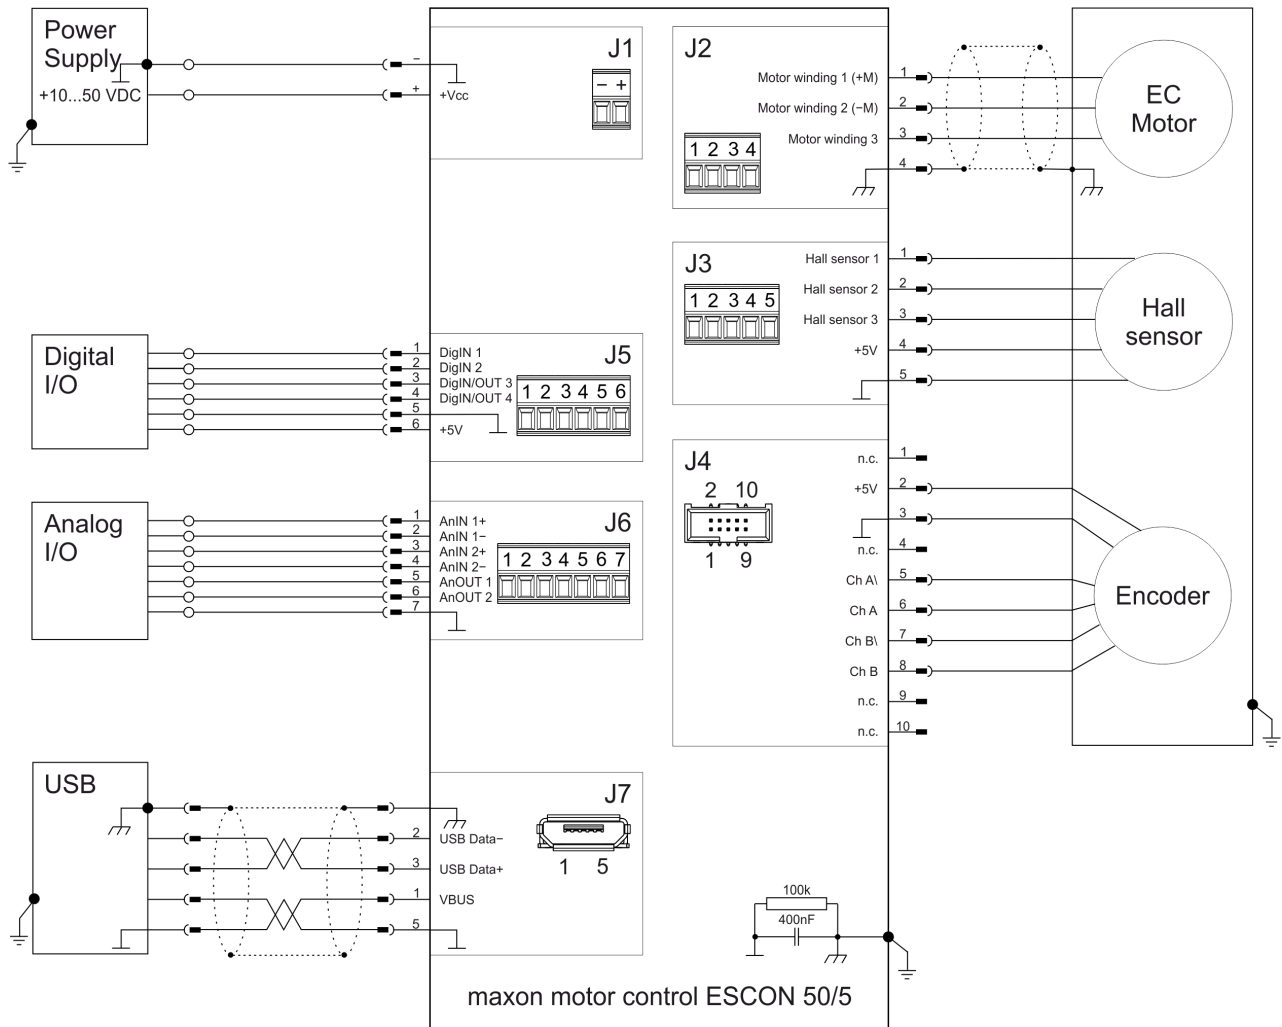 Power
Supply
+10...50 VDC
−
+
+Vcc
J1
− +
J2
1 2 3 4
Motor winding 1 (+M)
1
Motor winding 2 (−M)
2
Motor winding 3
3
4
EC
Motor
J3
1 2 3 4 5
Hall sensor 1
1
Hall sensor 2
2
Hall sensor 3
3
+5V
4
5
Hall
sensor
Digital
I/O
1
DigIN 1
2
DigIN 2
3
DigIN/OUT 3
4
DigIN/OUT 4
5
6
+5V
J5
1 2 3 4 5 6
J4
2 10
1 9
n.c.
1
+5V
2
3
n.c.
4
Ch A\
5
Ch A
6
Ch B\
7
Ch B
8
n.c.
9
n.c.
10
Encoder
Analog
I/O
1
AnIN 1+
2
AnIN 1−
3
AnIN 2+
4
AnIN 2−
5
AnOUT 1
6
AnOUT 2
7
J6
1 2 3 4 5 6 7
USB
2
USB Data−
3
USB Data+
1
VBUS
5
J7
1 5
100k
400nF
maxon motor control ESCON 50/5